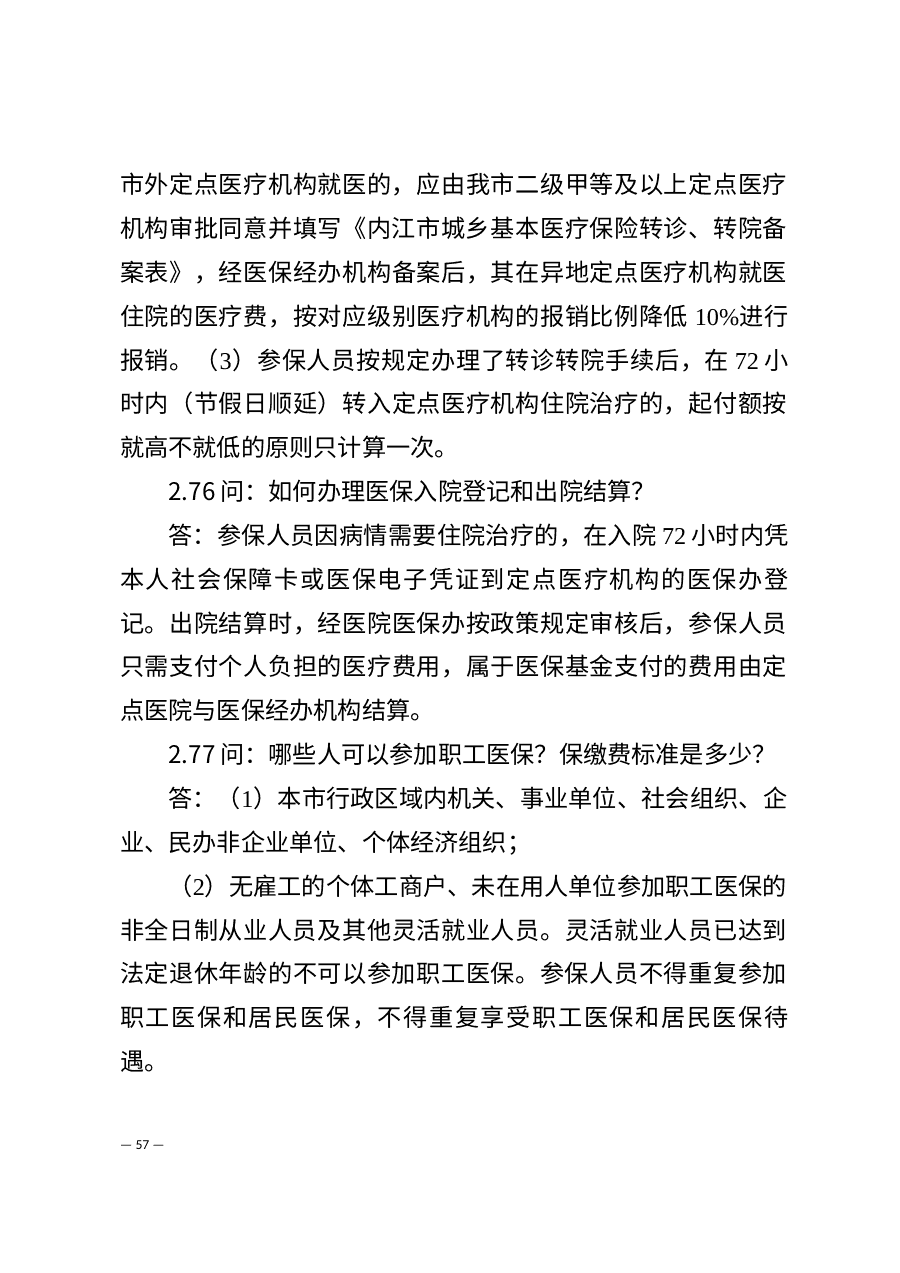 市外定点医疗机构就医的，应由我市二级甲等及以上定点医疗
机构审批同意并填写《内江市城乡基本医疗保险转诊、转院备
案表》，经医保经办机构备案后，其在异地定点医疗机构就医
住院的医疗费，按对应级别医疗机构的报销比例降低 10%进行
报销。（3）参保人员按规定办理了转诊转院手续后，在 72 小
时内（节假日顺延）转入定点医疗机构住院治疗的，起付额按
就高不就低的原则只计算一次。
2.76 问：如何办理医保入院登记和出院结算？
答：参保人员因病情需要住院治疗的，在入院 72 小时内凭
本人社会保障卡或医保电子凭证到定点医疗机构的医保办登
记。出院结算时，经医院医保办按政策规定审核后，参保人员
只需支付个人负担的医疗费用，属于医保基金支付的费用由定
点医院与医保经办机构结算。
2.77 问：哪些人可以参加职工医保？保缴费标准是多少？
答：（1）本市行政区域内机关、事业单位、社会组织、企
业、民办非企业单位、个体经济组织；
（2）无雇工的个体工商户、未在用人单位参加职工医保的
非全日制从业人员及其他灵活就业人员。灵活就业人员已达到
法定退休年龄的不可以参加职工医保。参保人员不得重复参加
职工医保和居民医保，不得重复享受职工医保和居民医保待
遇。
— 57 —